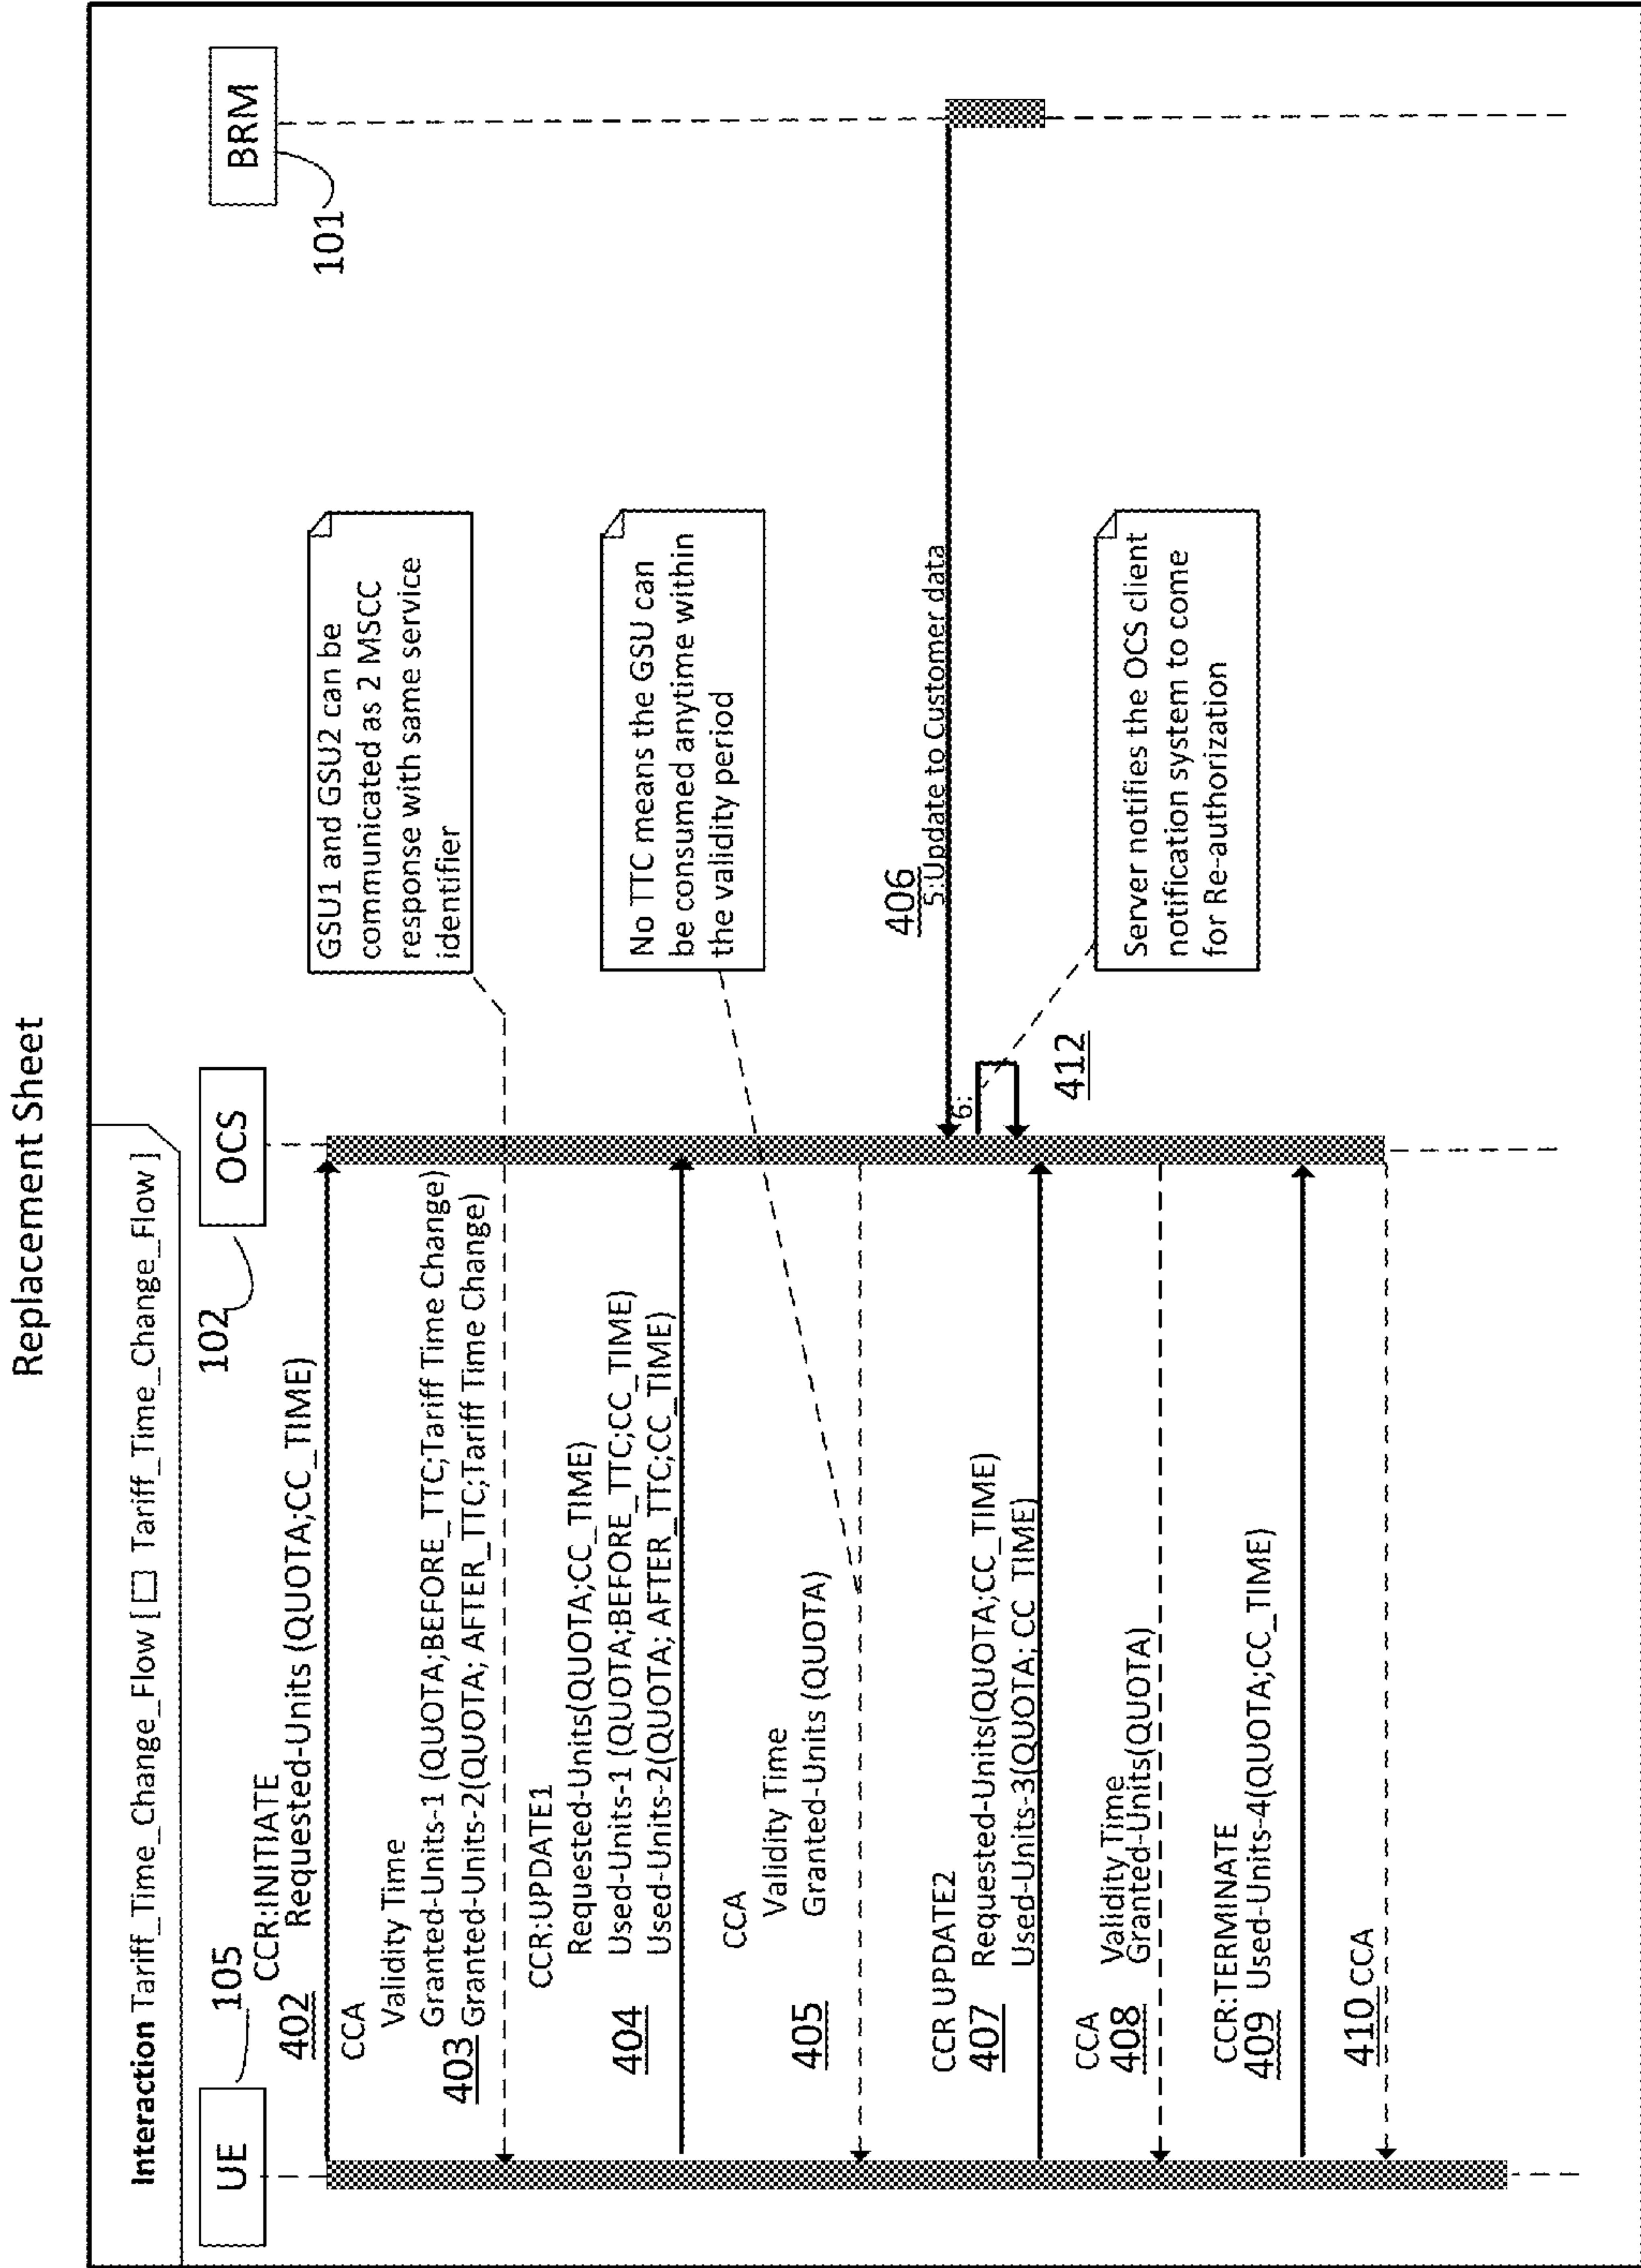 Replacement Sheet
Interaction Tariff_Time_Change_Flow [ Tariff_Time_Change_Flow ]
UE
105
OCS
102
BRM
101
CCR:INITIATE
402
Requested-Units (QUOTA;CC_TIME)
CCA
Validity Time
Granted-Units-1 (QUOTA;BEFORE_TTC;Tariff Time Change)
403
Granted-Units-2(QUOTA; AFTER_TTC;Tariff Time Change)
GSU1 and GSU2 can be
communicated as 2 MSCC
response with same service
identifier
CCR:UPDATE1
Requested-Units(QUOTA;CC_TIME)
404
Used-Units-1 (QUOTA;BEFORE_TTC;CC_TIME)
Used-Units-2(QUOTA; AFTER_TTC;CC_TIME)
No TTC means the GSU can
be consumed anytime within
the validity period
CCA
Validity Time
405
Granted-Units (QUOTA)
406
5:Update to Customer data
6:
412
CCR UPDATE2
407
Requested-Units(QUOTA;CC_TIME)
Used-Units-3(QUOTA; CC TIME)
Server notifies the OCS client
notification system to come
for Re-authorization
CCA
408
Validity Time
Granted-Units(QUOTA)
CCR:TERMINATE
409 Used-Units-4(QUOTA;CC_TIME)
410 CCA